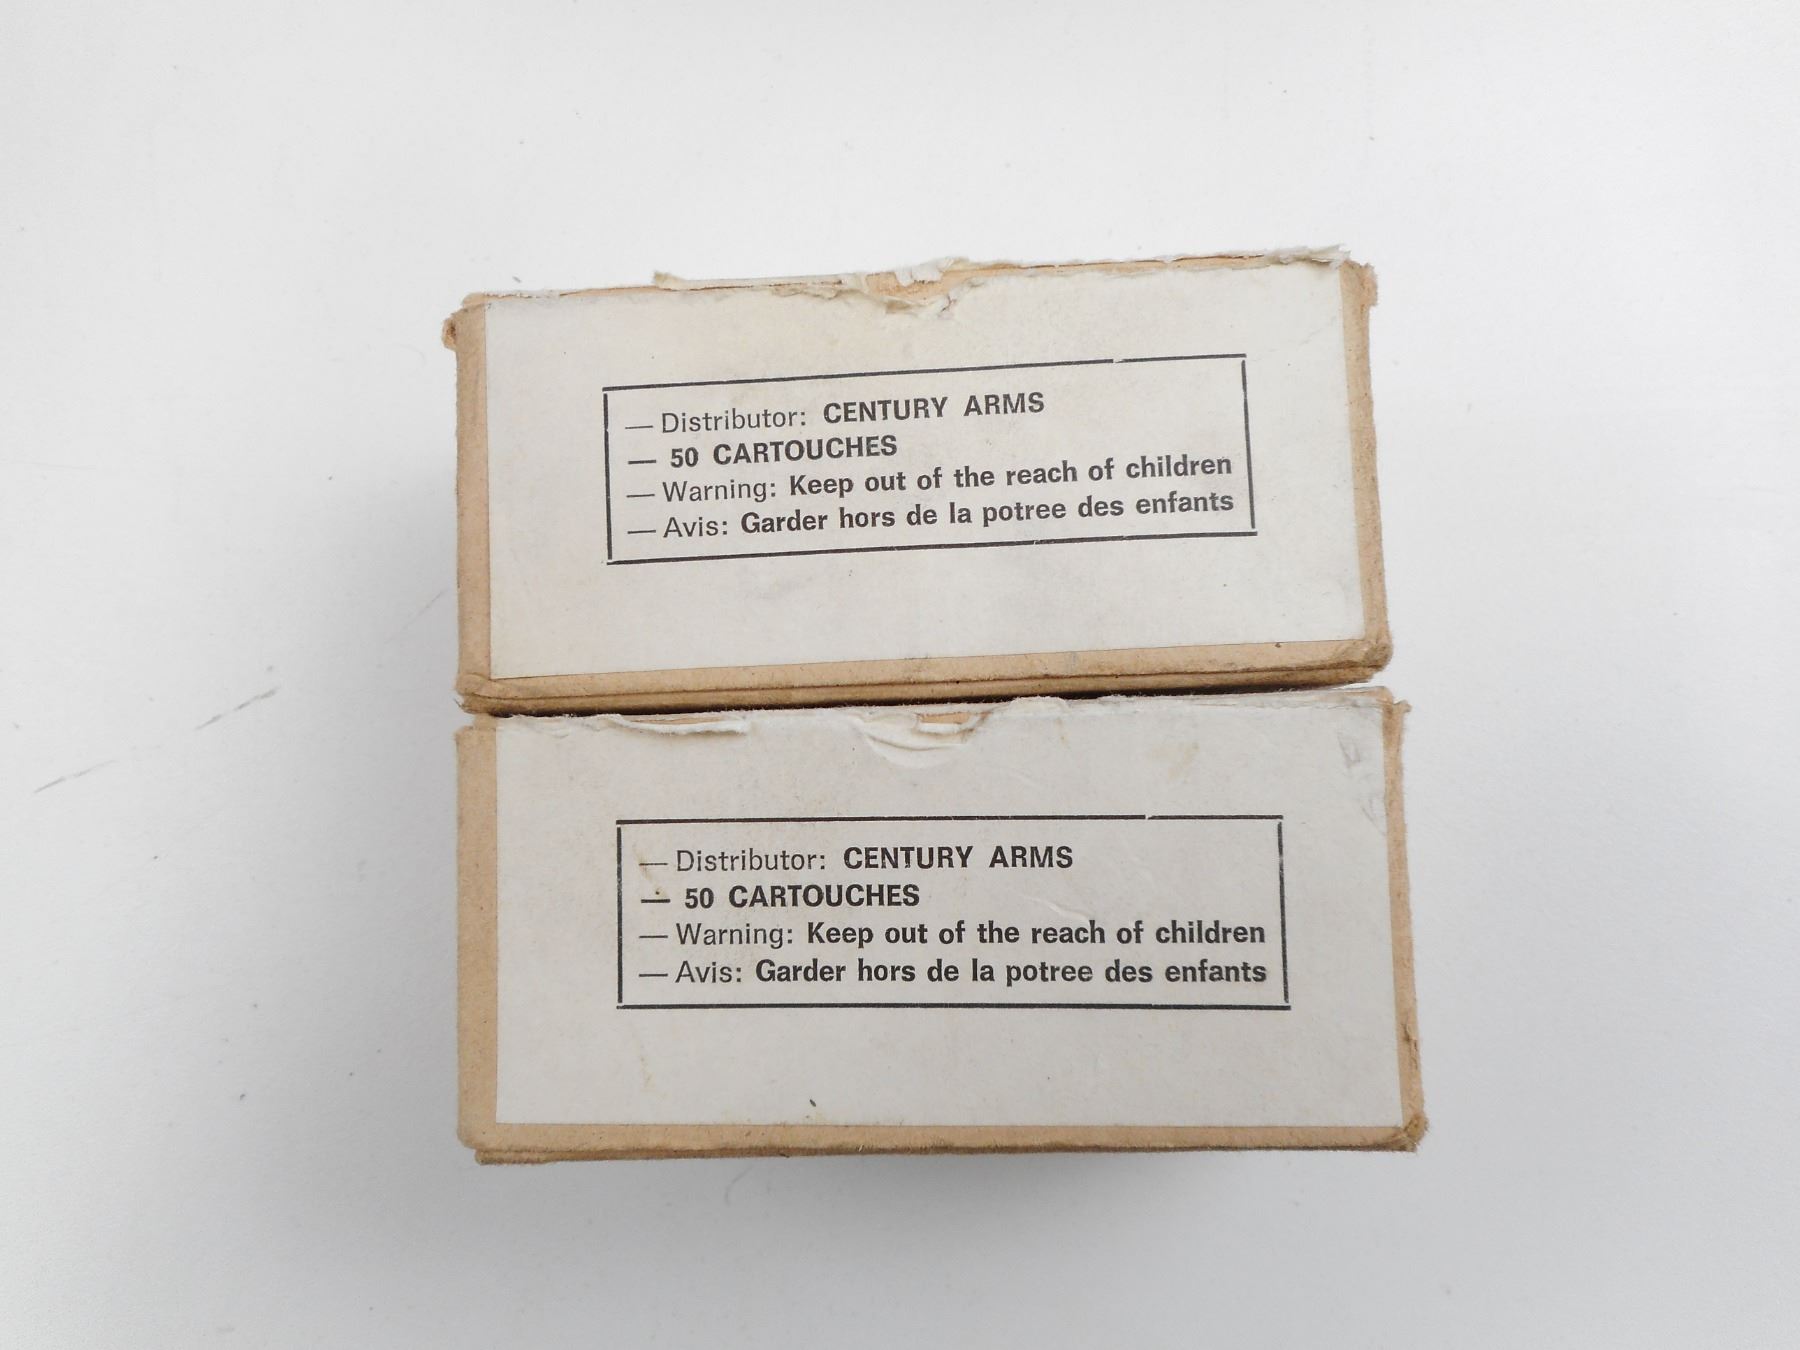 — Distributor: CENTURY ARMS
— 50 CARTOUCHES
— Warning: Keep out of the reach of children
— Avis: Garder hors de la potree des enfants
— Distributor: CENTURY ARMS
— 50 CARTOUCHES
— Warning: Keep out of the reach of children
— Avis: Garder hors de la potree des enfants